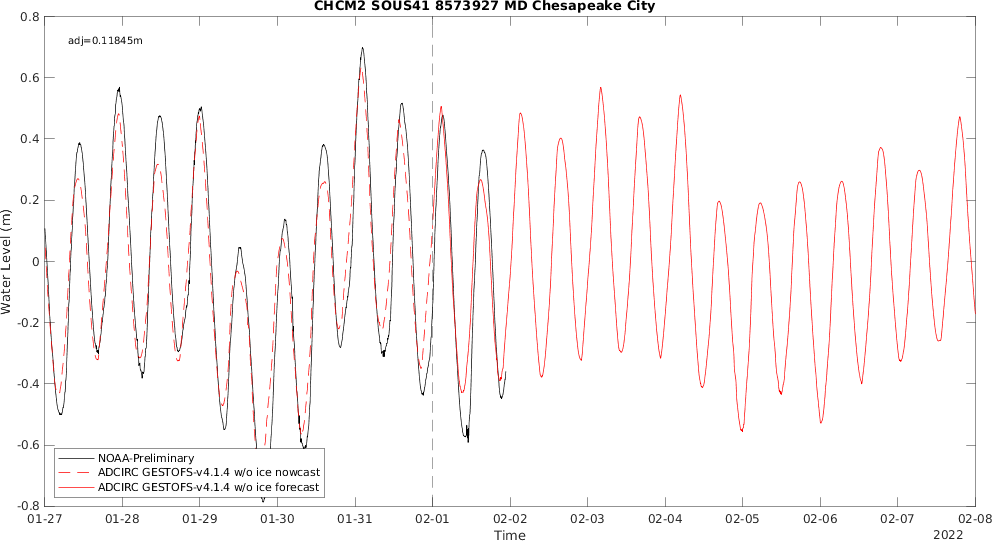 CHCM2 SOUS41 8573927 MD Chesapeake City
adj=0.11845m
0.8
0.6
0.4
0.2
0
-0.2
-0.4
-0.6
-0.8
Water Level (m)
NOAA-Preliminary
ADCIRC GESTOFS-v4.1.4 w/o ice nowcast
ADCIRC GESTOFS-v4.1.4 w/o ice forecast
01-27 01-28 01-29 01-30 01-31 02-01 02-02 02-03 02-04 02-05 02-06 02-07 02-08
Time
2022